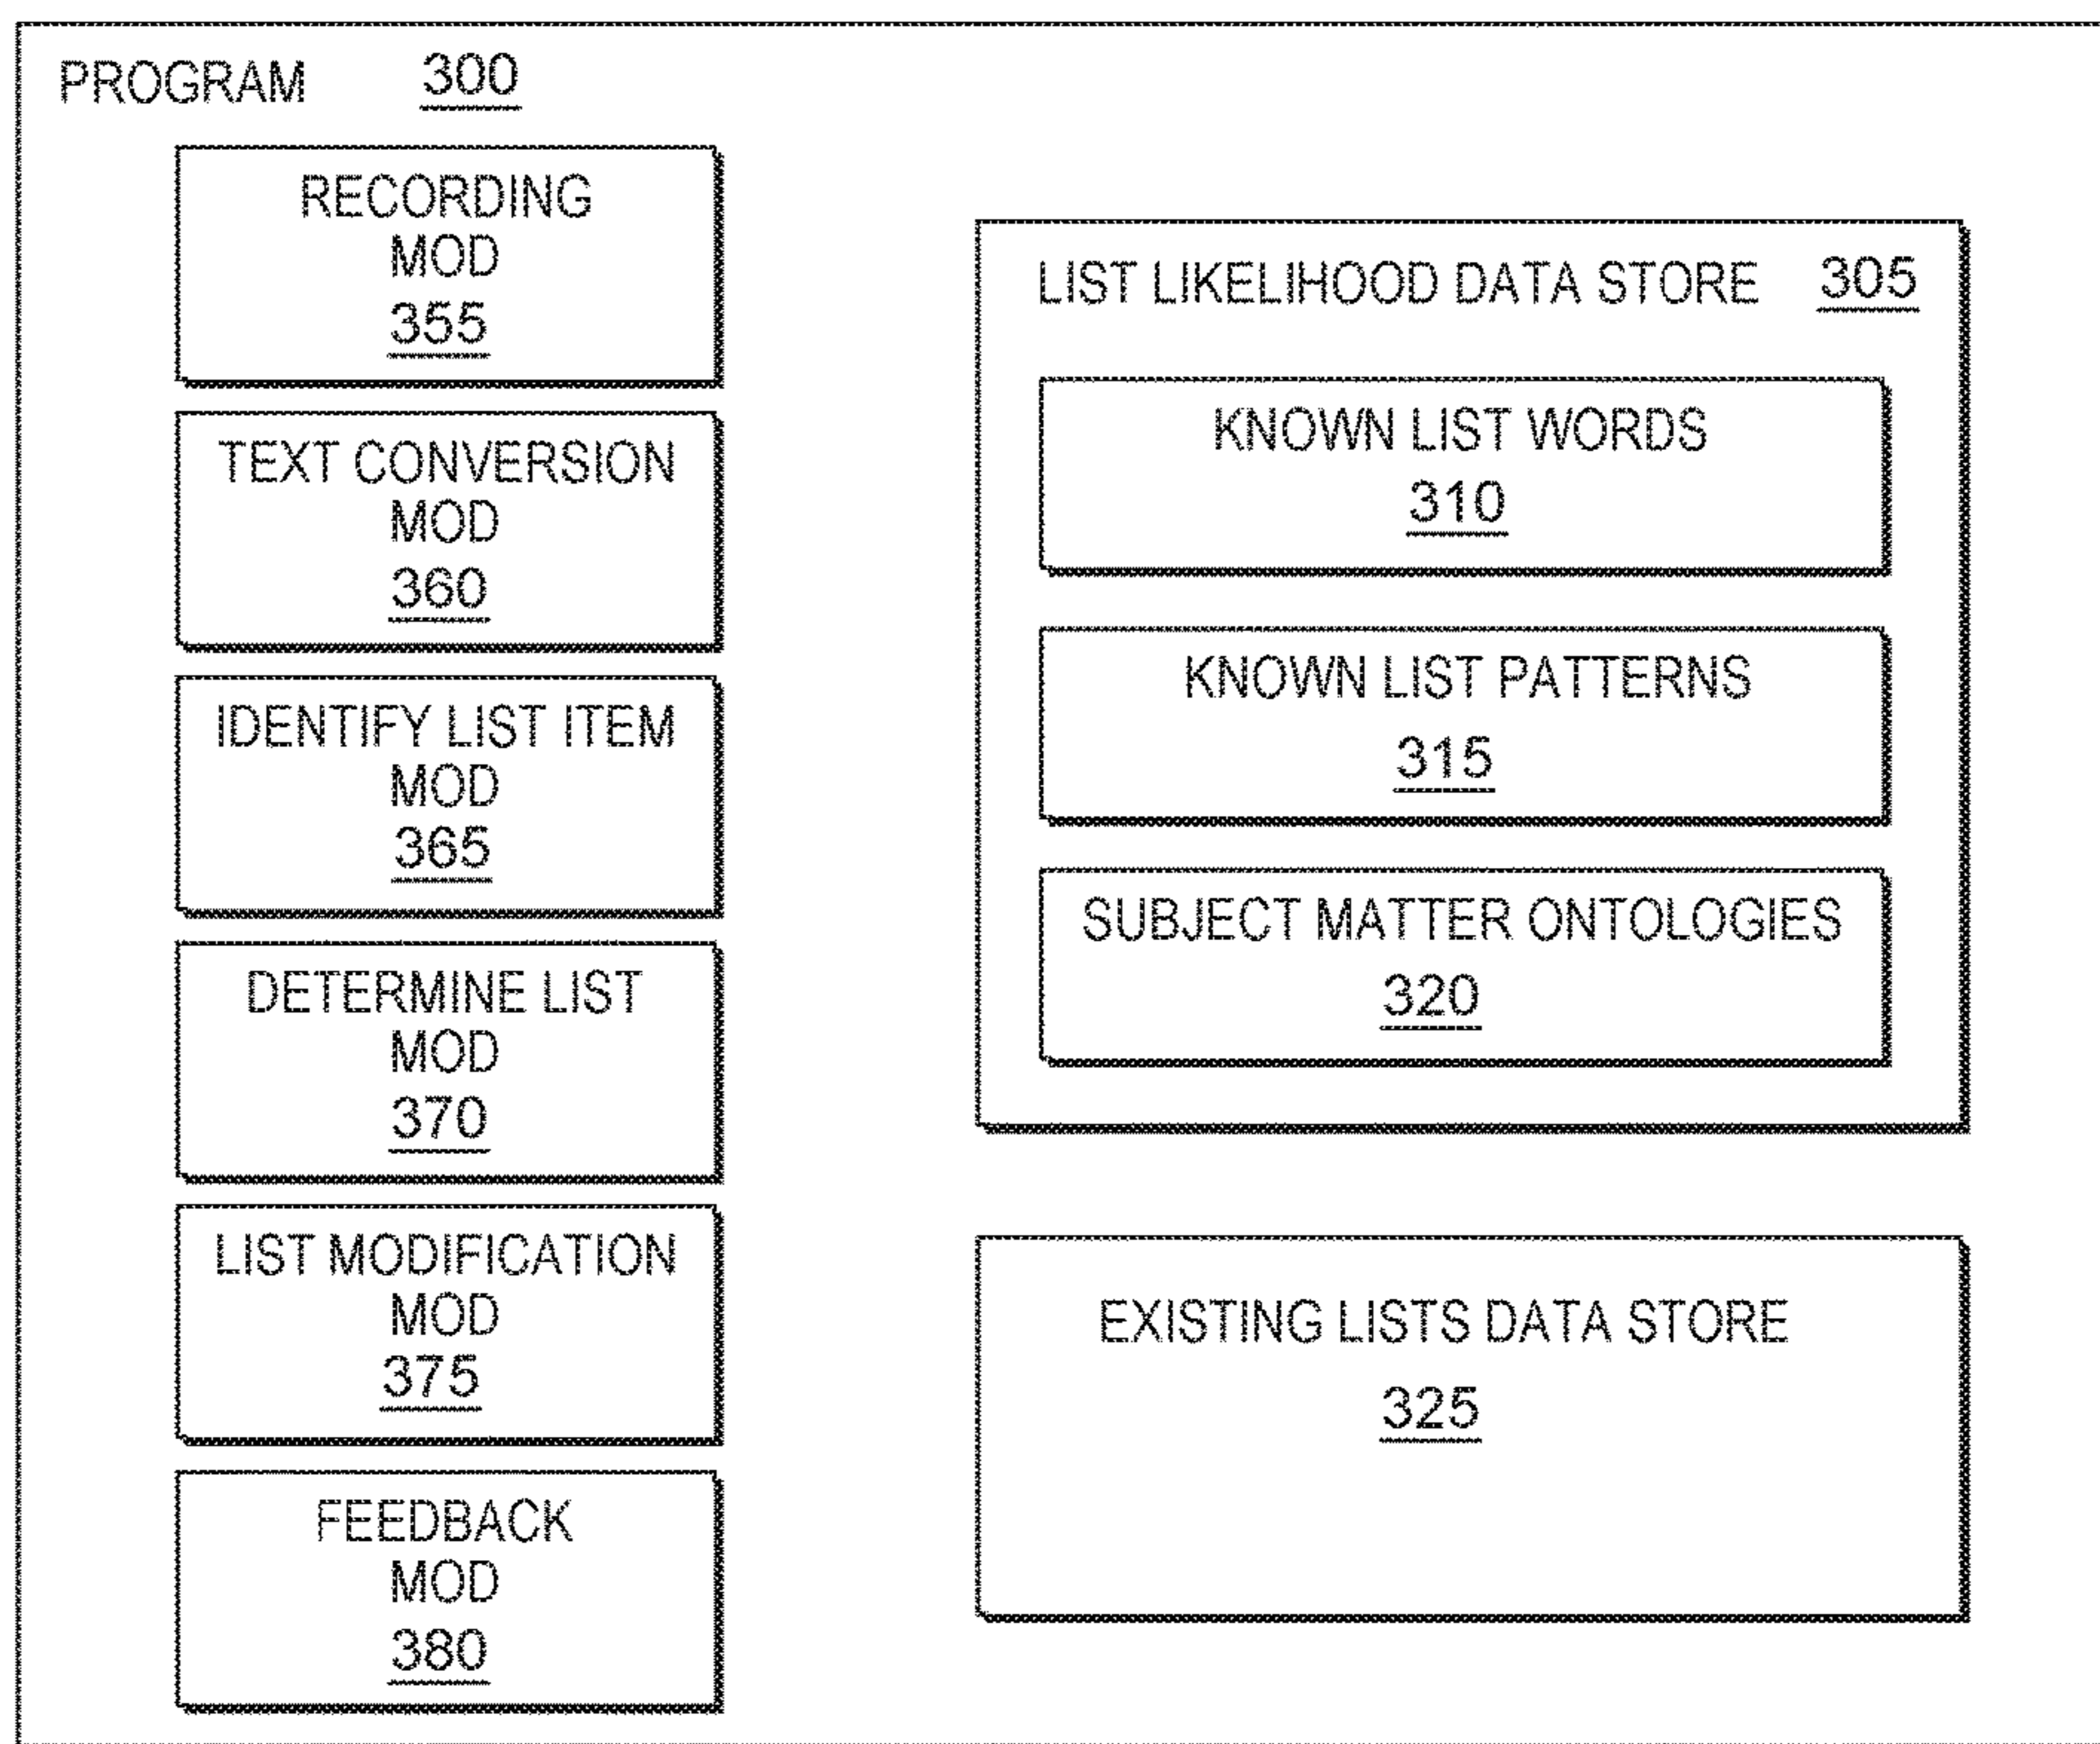 PROGRAM 300
RECORDING
MOD
355
TEXT CONVERSION
MOD
360
IDENTIFY LIST ITEM
MOD
365
DETERMINE LIST
MOD
370
LIST MODIFICATION
MOD
375
FEEDBACK
MOD
380
LIST LIKELIHOOD DATA STORE 305
KNOWN LIST WORDS
310
KNOWN LIST PATTERNS
315
SUBJECT MATTER ONTOLOGIES
320
EXISTING LISTS DATA STORE
325